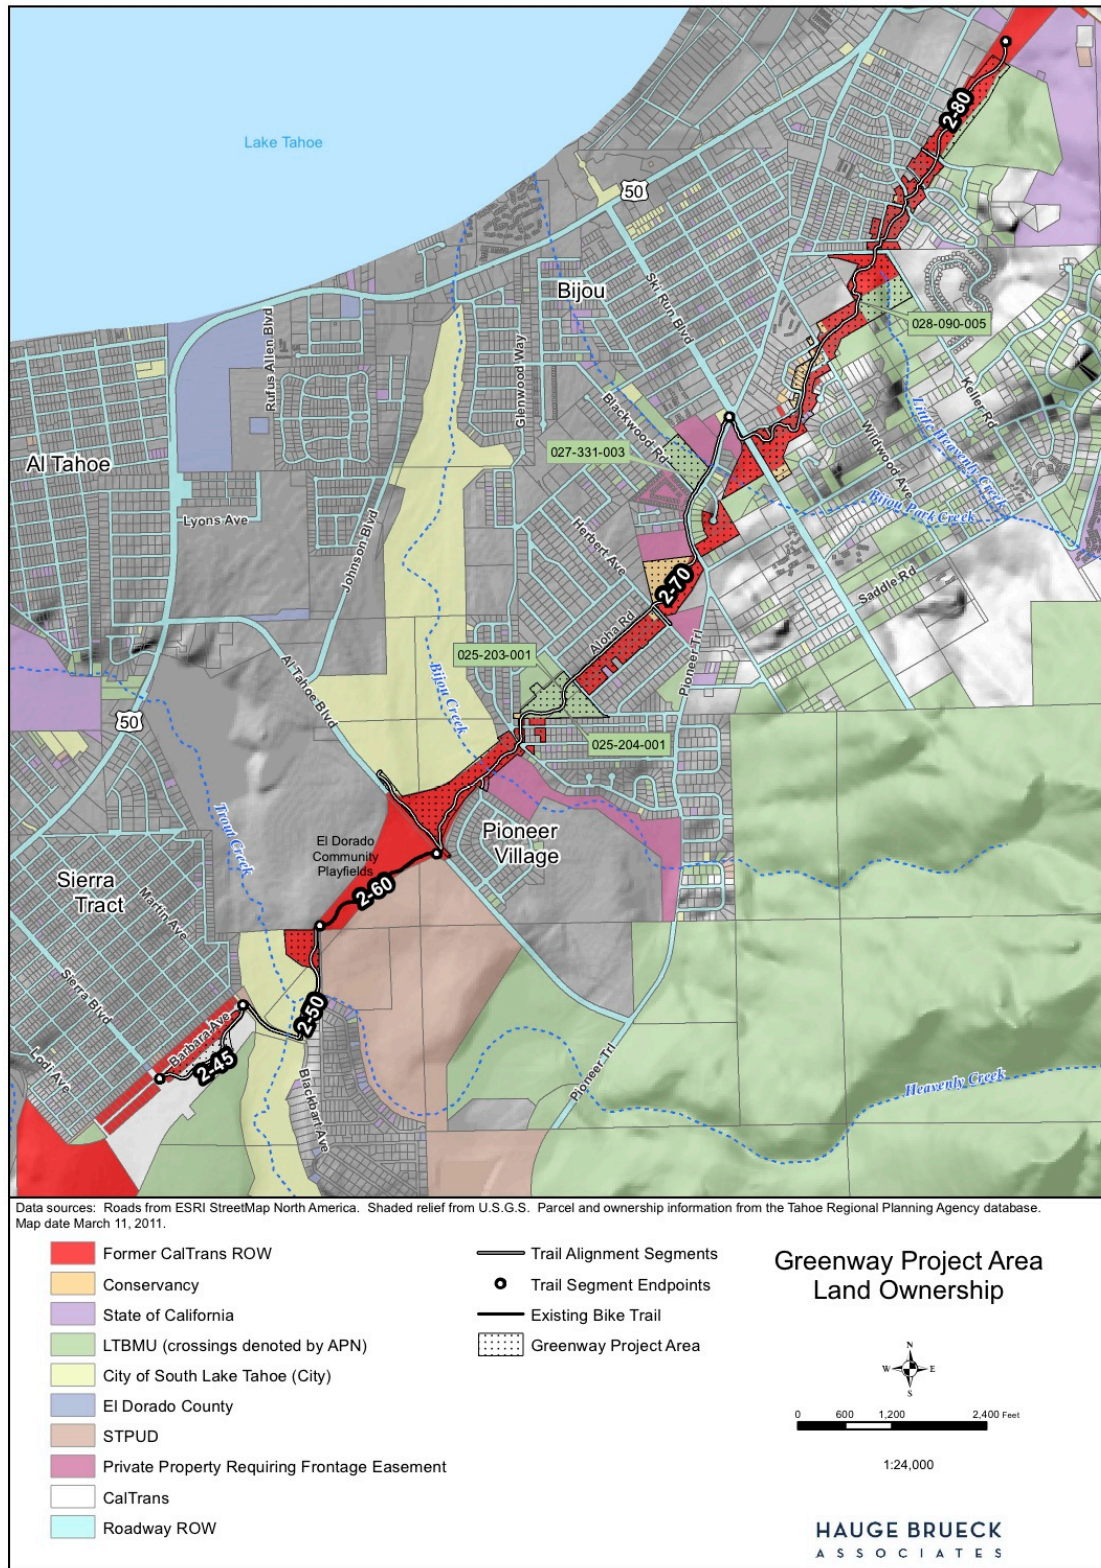 Lake Tahoe
50
2-80
Bijou
Ski Run Blvd
028-090-005
Rufus Allen Blvd
Glenwood Way
Blackwood Rd
Keller Rd
Little Heavenly Creek
Al Tahoe
027-331-003
Wildwood Ave
Bijou Park Creek
Lyons Ave
Johnson Blvd
Herbert Ave
2-70
Saddle Rd
Aloha Rd
025-203-001
Pioneer Trl
Al Tahoe Blvd
Bijou Creek
50
025-204-001
Trout Creek
El Dorado
Community
Playfields
Pioneer
Village
Sierra
Tract
Martin Ave
2-60
Sierra Blvd
2-50
Barbara Ave
2-45
Lodi Ave
Blackbart Ave
Pioneer Trl
Heavenly Creek
Data sources: Roads from ESRI StreetMap North America. Shaded relief from U.S.G.S. Parcel and ownership information from the Tahoe Regional Planning Agency database.
Map date March 11, 2011.
Former CalTrans ROW
Conservancy
State of California
LTBMU (crossings denoted by APN)
City of South Lake Tahoe (City)
El Dorado County
STPUD
Private Property Requiring Frontage Easement
CalTrans
Roadway ROW
Trail Alignment Segments
Trail Segment Endpoints
Existing Bike Trail
Greenway Project Area
Greenway Project Area
Land Ownership
N
W E
S
0 600 1,200 2,400 Feet
1:24,000
HAUGE BRUECK
ASSOCIATES